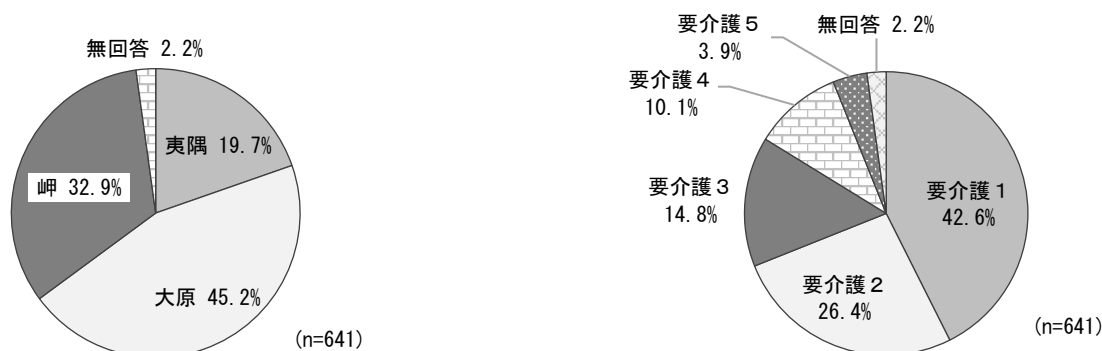 無回答 2.2%
夷隅 19.7%
岬 32.9%
大原 45.2%
(n=641)
要介護５
3.9%
無回答 2.2%
要介護４
10.1%
要介護３
14.8%
要介護１
42.6%
要介護２
26.4%
(n=641)